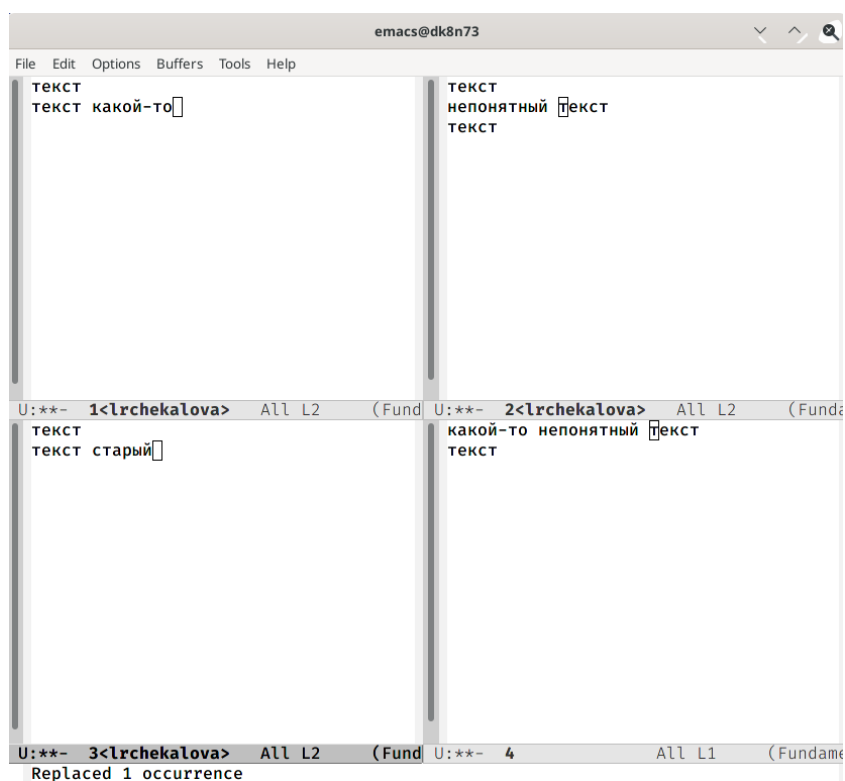 emacs@dk8n73
File Edit Options Buffers Tools Help
текст
текст какой-то
U:**- 1<lrchekalova> All L2 (Fund
текст
непонятный текст
текст
U:**- 2<lrchekalova> All L2 (Funda
текст
текст старый
U:**- 3<lrchekalova> All L2 (Fund
какой-то непонятный текст
текст
U:**- 4 All L1 (Fundame
Replaced 1 occurrence